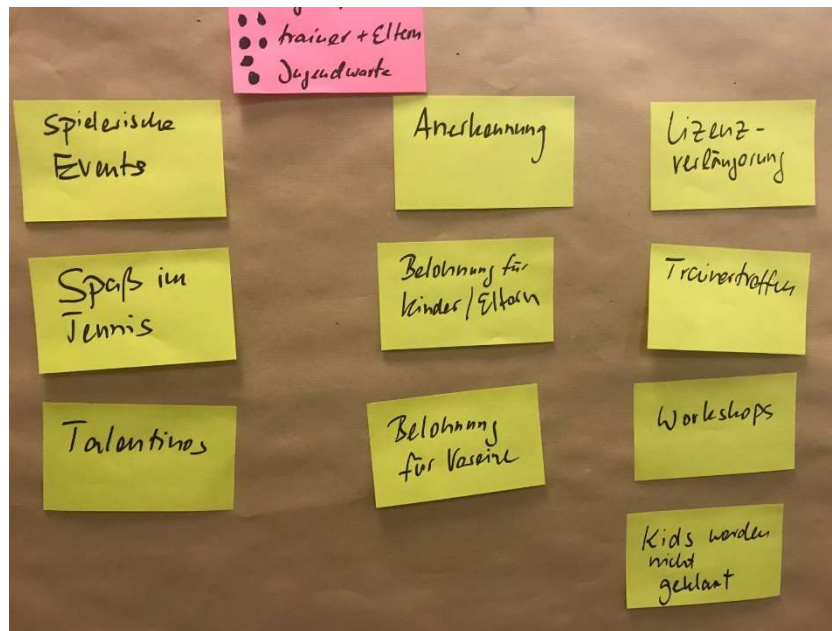 trainer + Eltern
Jugendwarte
Spielerische
Events
Spaß im
Tennis
Talentinos
Anerkennung
Belohnung für
Kinder / Eltern
Belohnung
für Vereine
Lizenz-
verlängerung
Trainertreffen
Workshops
Kids werden
nicht
geklaut